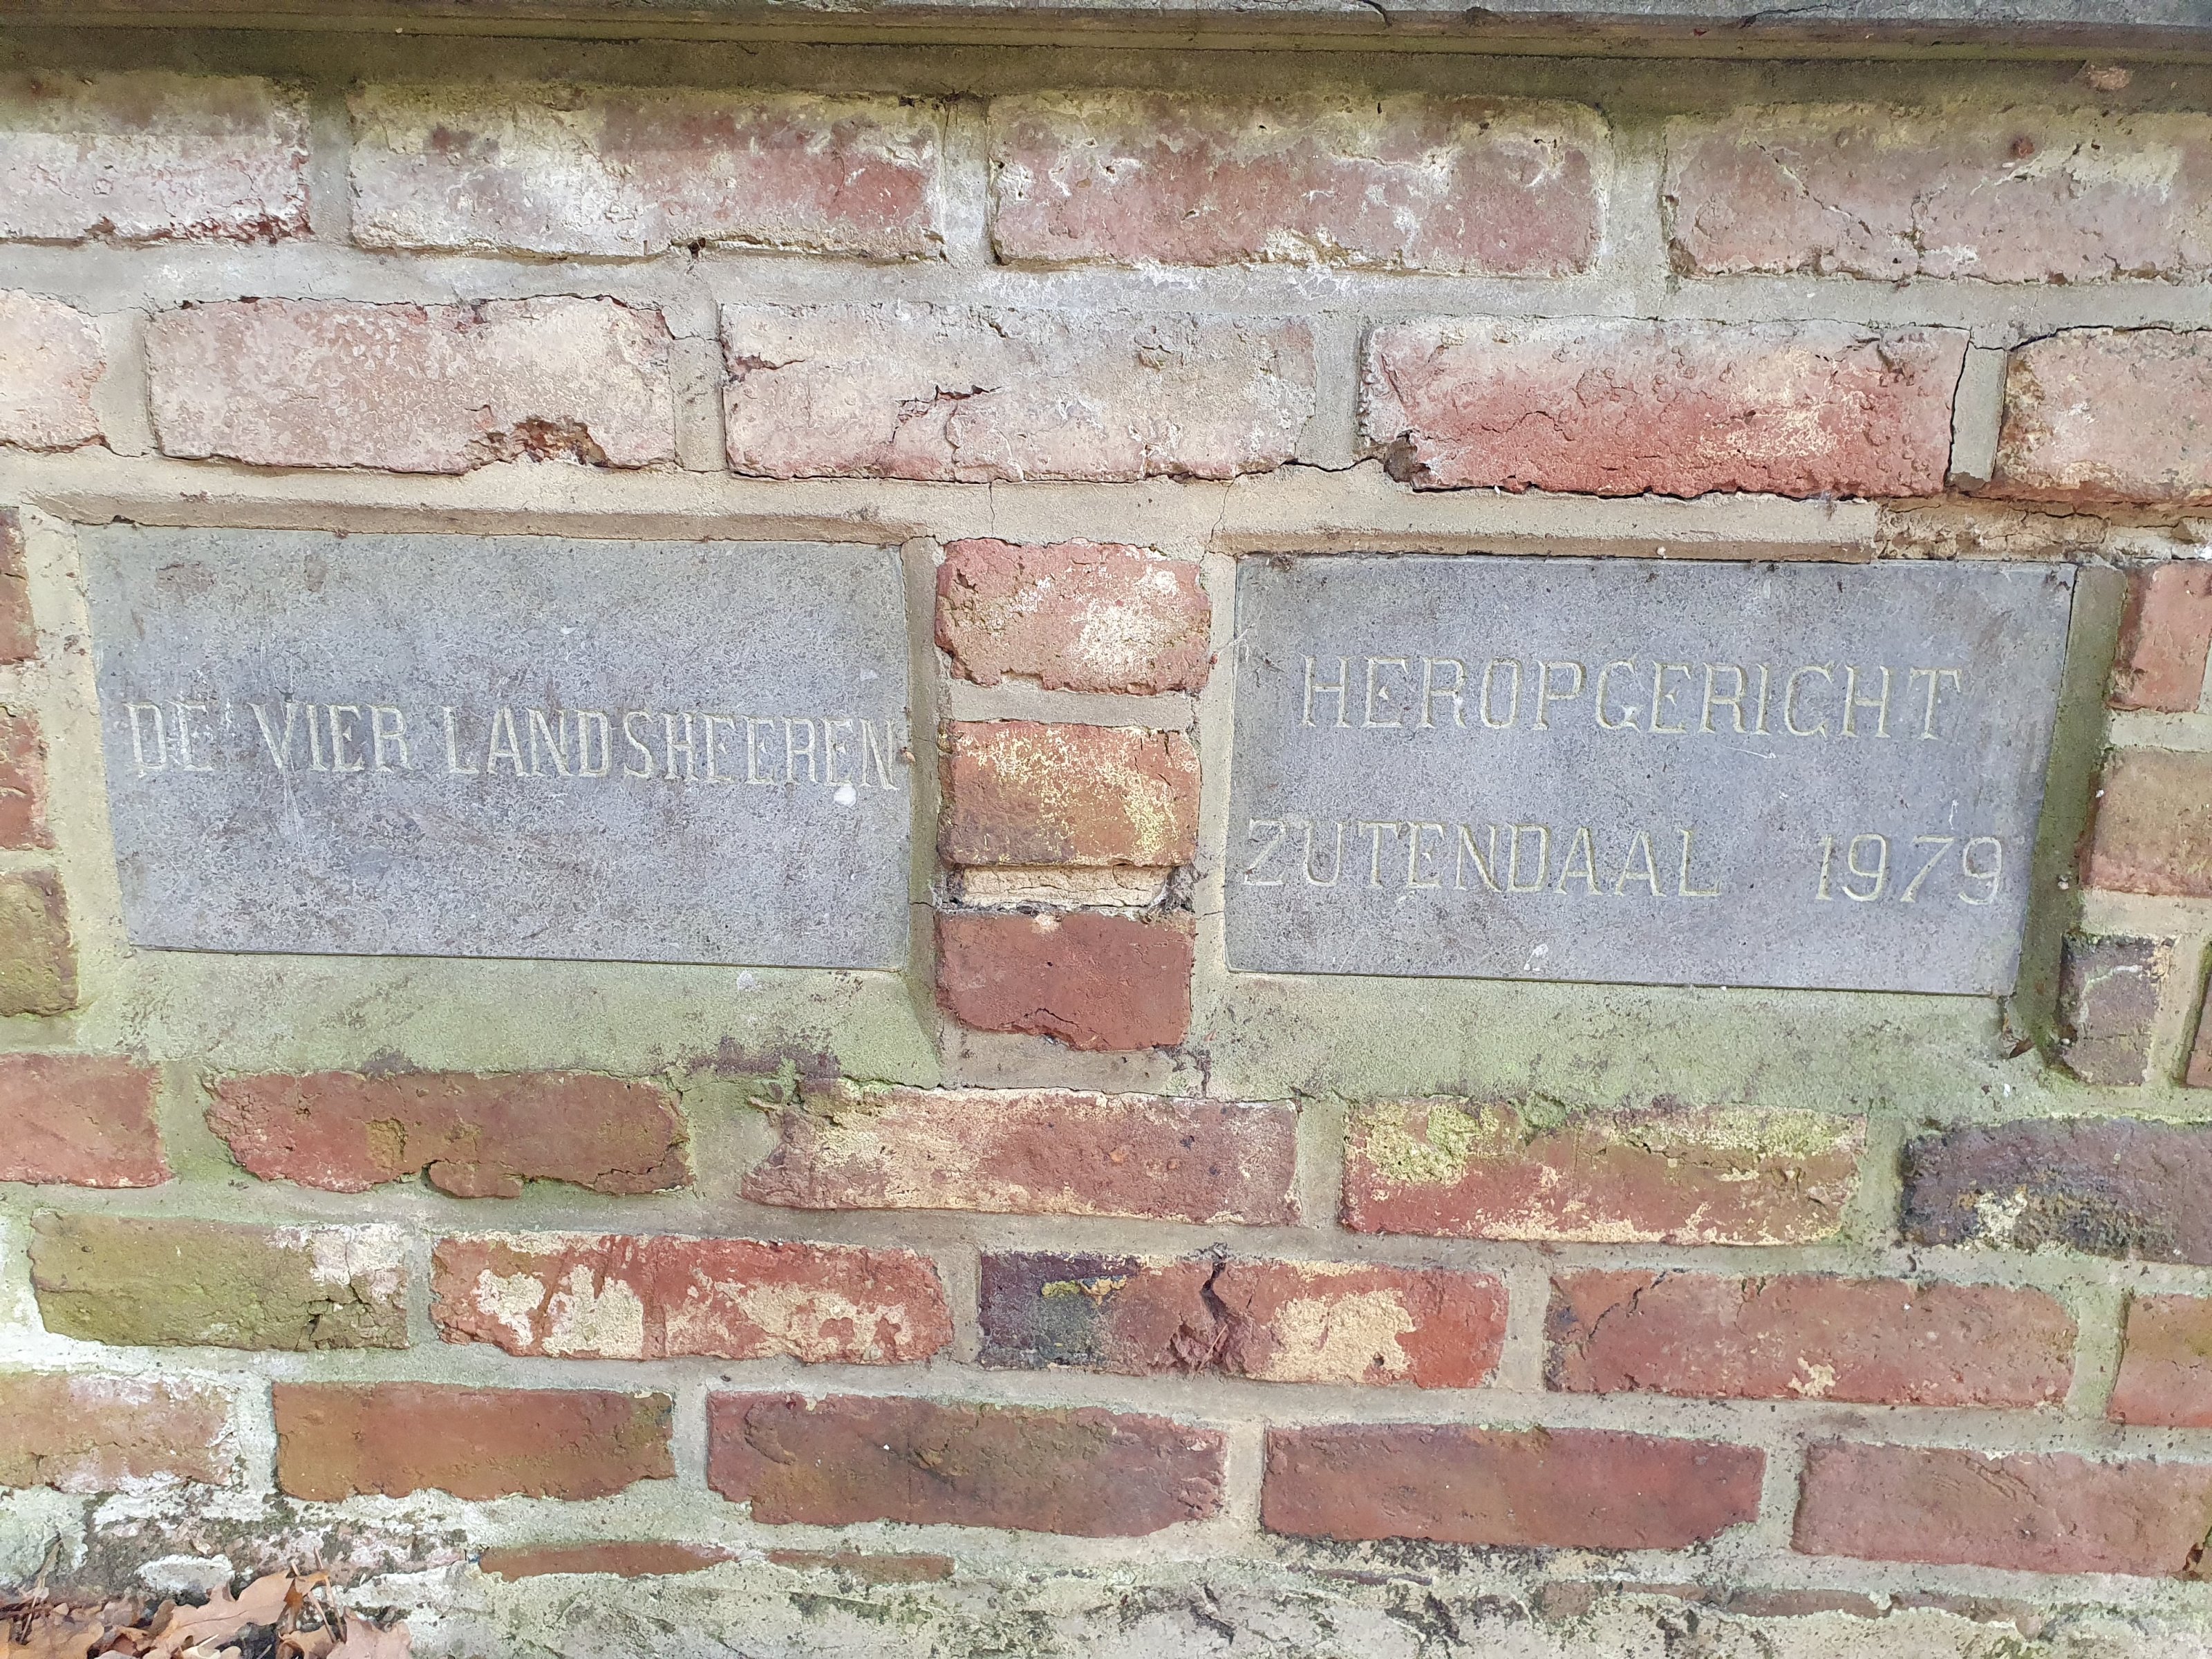 DE VIER LANDSHEEREN
HEROPGERICHT
ZUTENDAAL 1979